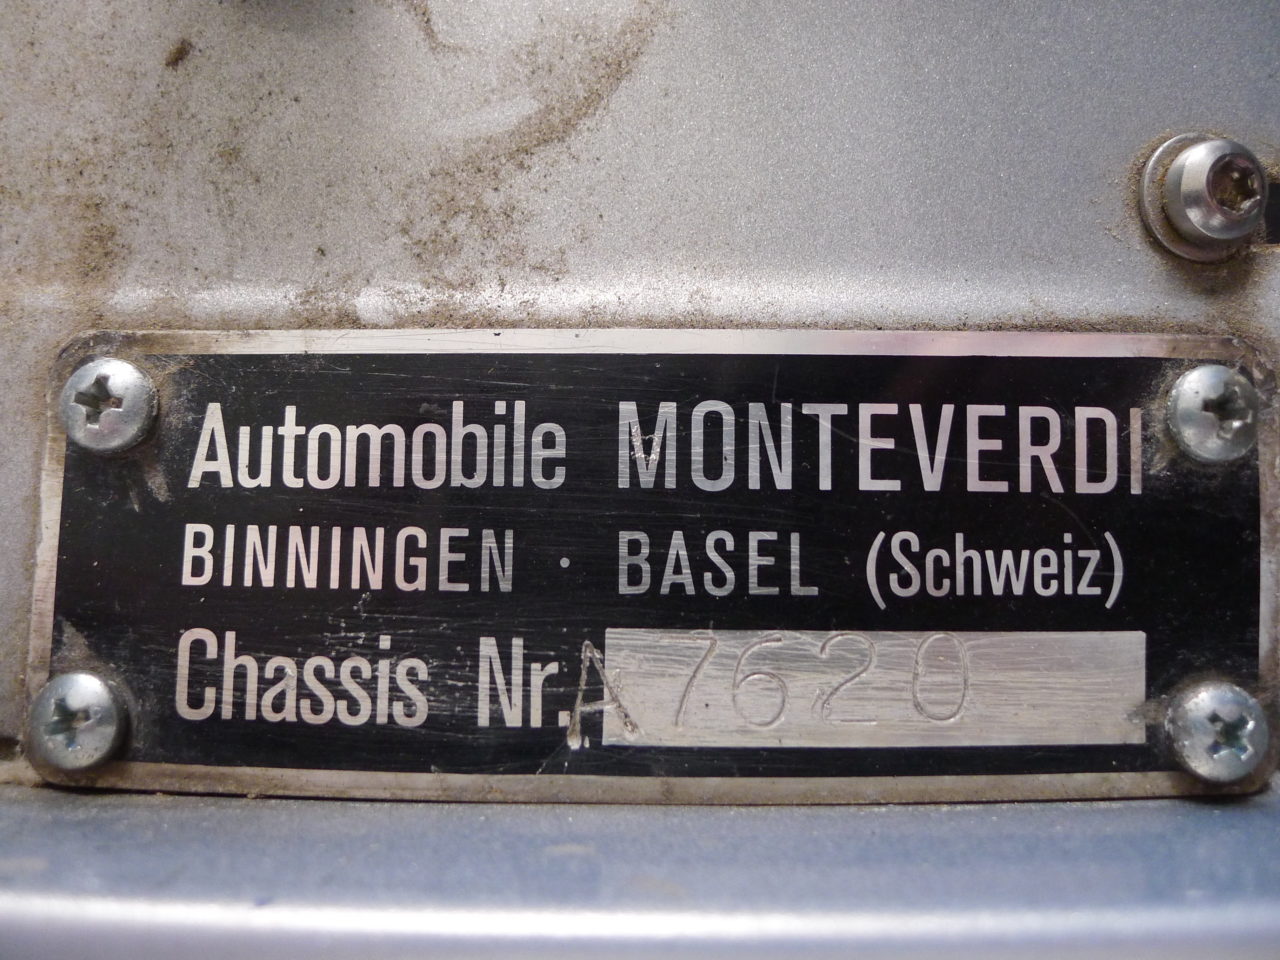 Automobile MONTEVERDI
BINNINGEN · BASEL (Schweiz)
Chassis Nr. A 7620